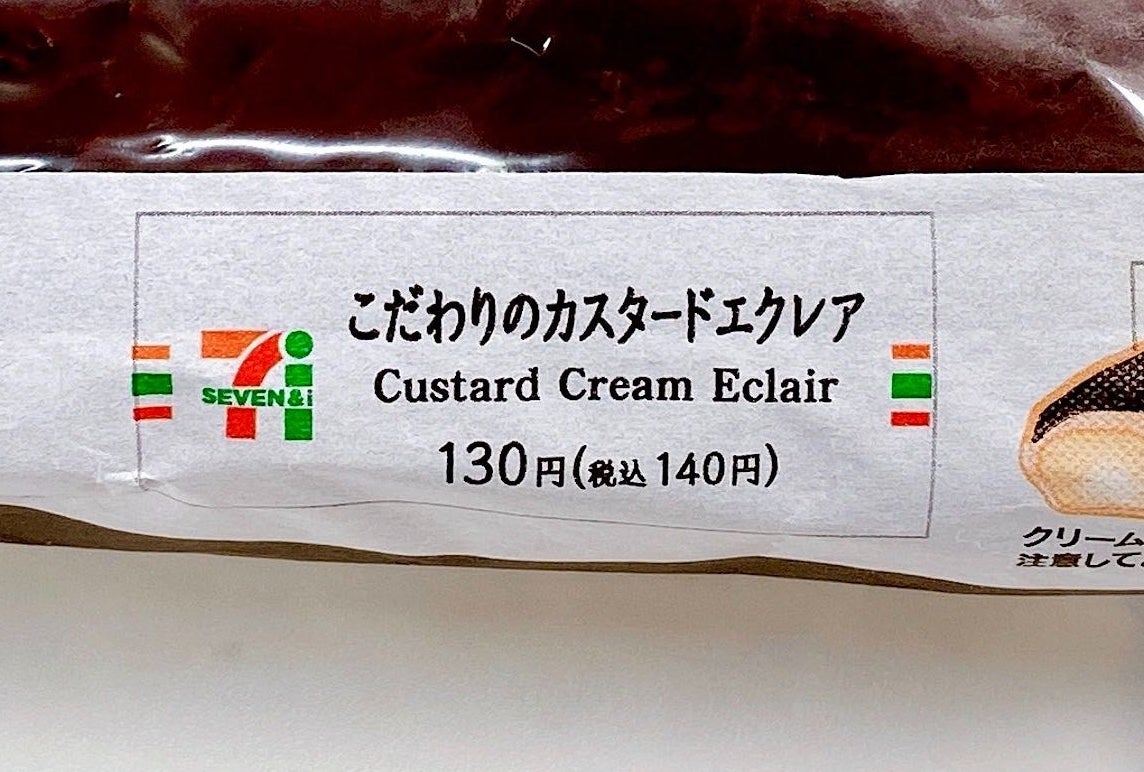 こだわりのカスタードエクレア
SEVEN&i
Custard Cream Eclair
130円(税込140円)
クリーム
注意して